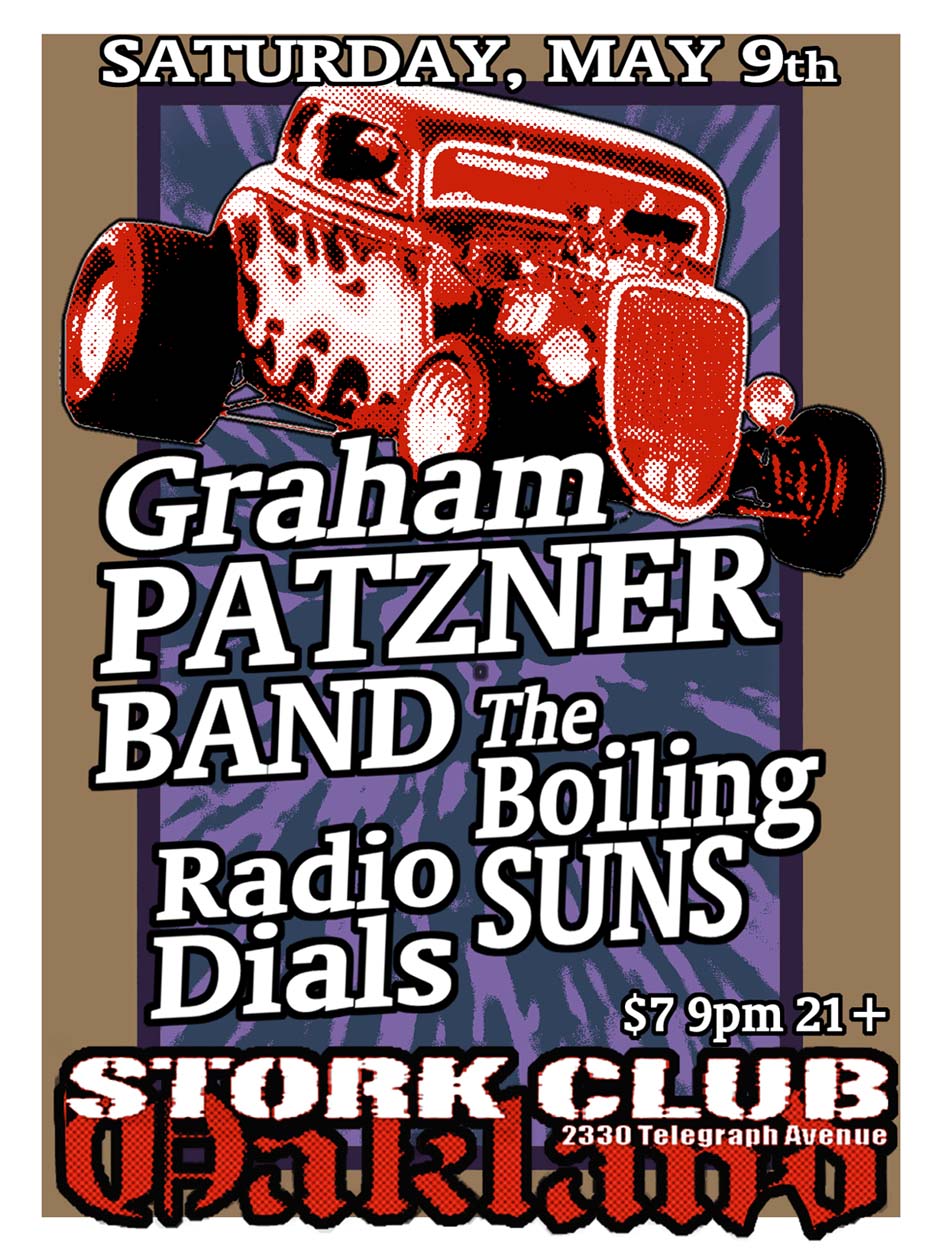 SATURDAY, MAY 9th
Graham
PATZNER
BAND
The
Boiling
SUNS
Radio
Dials
$7 9pm 21+
STORK CLUB
2330 Telegraph Avenue
Oakland